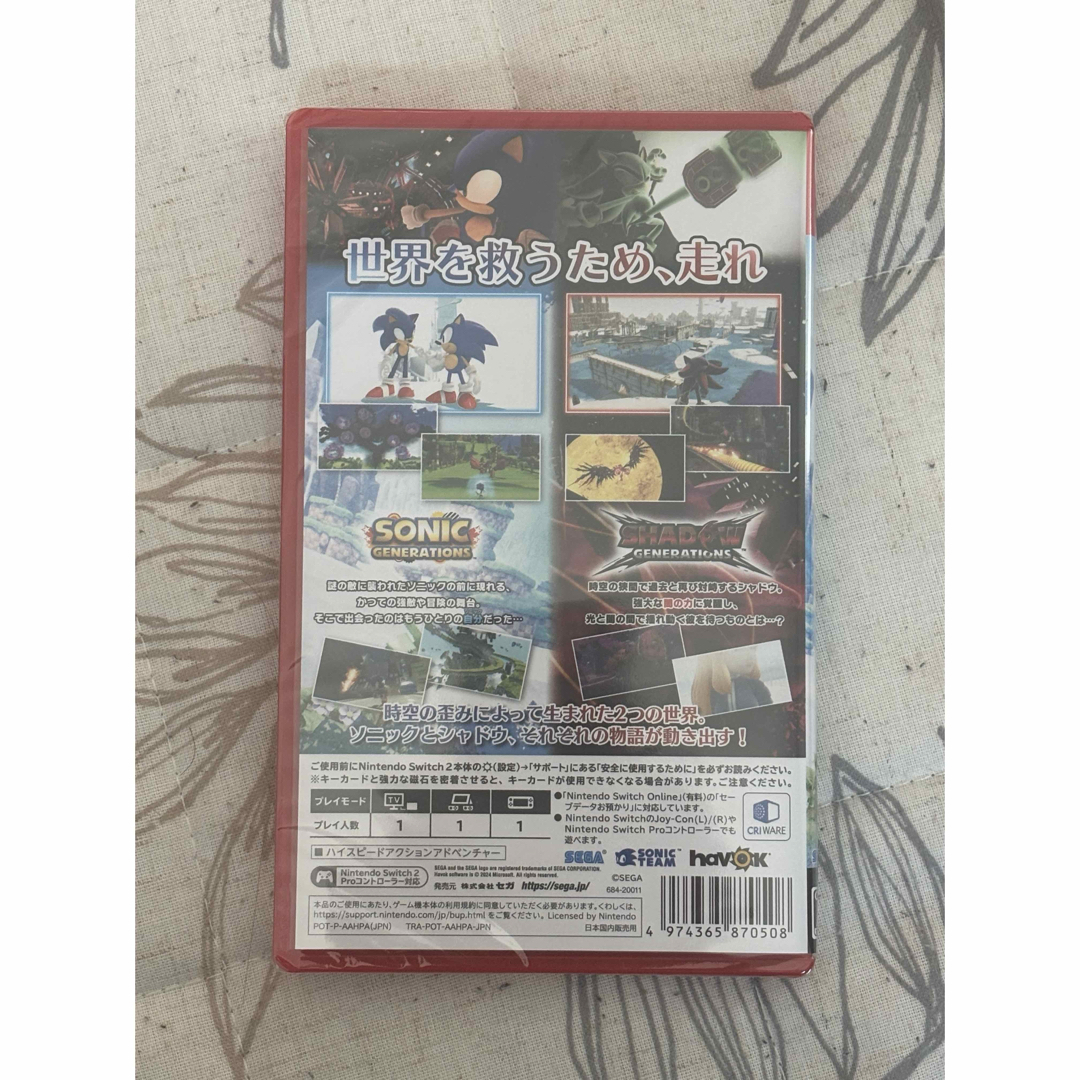 世界を救うため、走れ
SONIC
GENERATIONS
SHADOW
GENERATIONS
謎の敵に襲われたソニックの前に現れる、
かつての強敵や冒険の舞台。
そこで出会ったのはもうひとりの自分だった…
時空の狭間で過去と再び対峙するシャドウ。
強大な闇の力に覚醒し、
光と闇の間で揺れ動く彼を待つものとは…?
時空の歪みによって生まれた2つの世界。
ソニックとシャドウ、それぞれの物語が動き出す！
ご使用前にNintendo Switch 2本体の(設定)→「サポート」にある「安全に使用するために」を必ずお読みください。
※キーカードと強力な磁石を密着させると、キーカードが使用できなくなる場合があります。ご注意ください。
プレイモード TV
プレイ人数 1 1 1
●「Nintendo Switch Online」(有料)の「セーブデータお預かり」に対応しています。
●Nintendo SwitchのJoy-Con(L)/(R)や
Nintendo Switch Proコントローラーでも
遊べます。
CRIWARE
■ハイスピードアクションアドベンチャー
SEGA SONIC TEAM havok
Nintendo Switch 2
Proコントローラー対応
SEGA and the SEGA logo are registered trademarks of SEGA CORPORATION.
Havok software is © 2024 Microsoft. All rights reserved.
発売元 株式会社 セガ https://sega.jp/
©SEGA
684-20011
本品のご使用にあたり、ゲーム機本体の利用規約に同意していただく必要があります。くわしくは、
https://support.nintendo.com/jp/bup.html をご覧ください。 Licensed by Nintendo
POT-P-AAHPA(JPN) TRA-POT-AAHPA-JPN
日本国内販売用
4 974365 870508